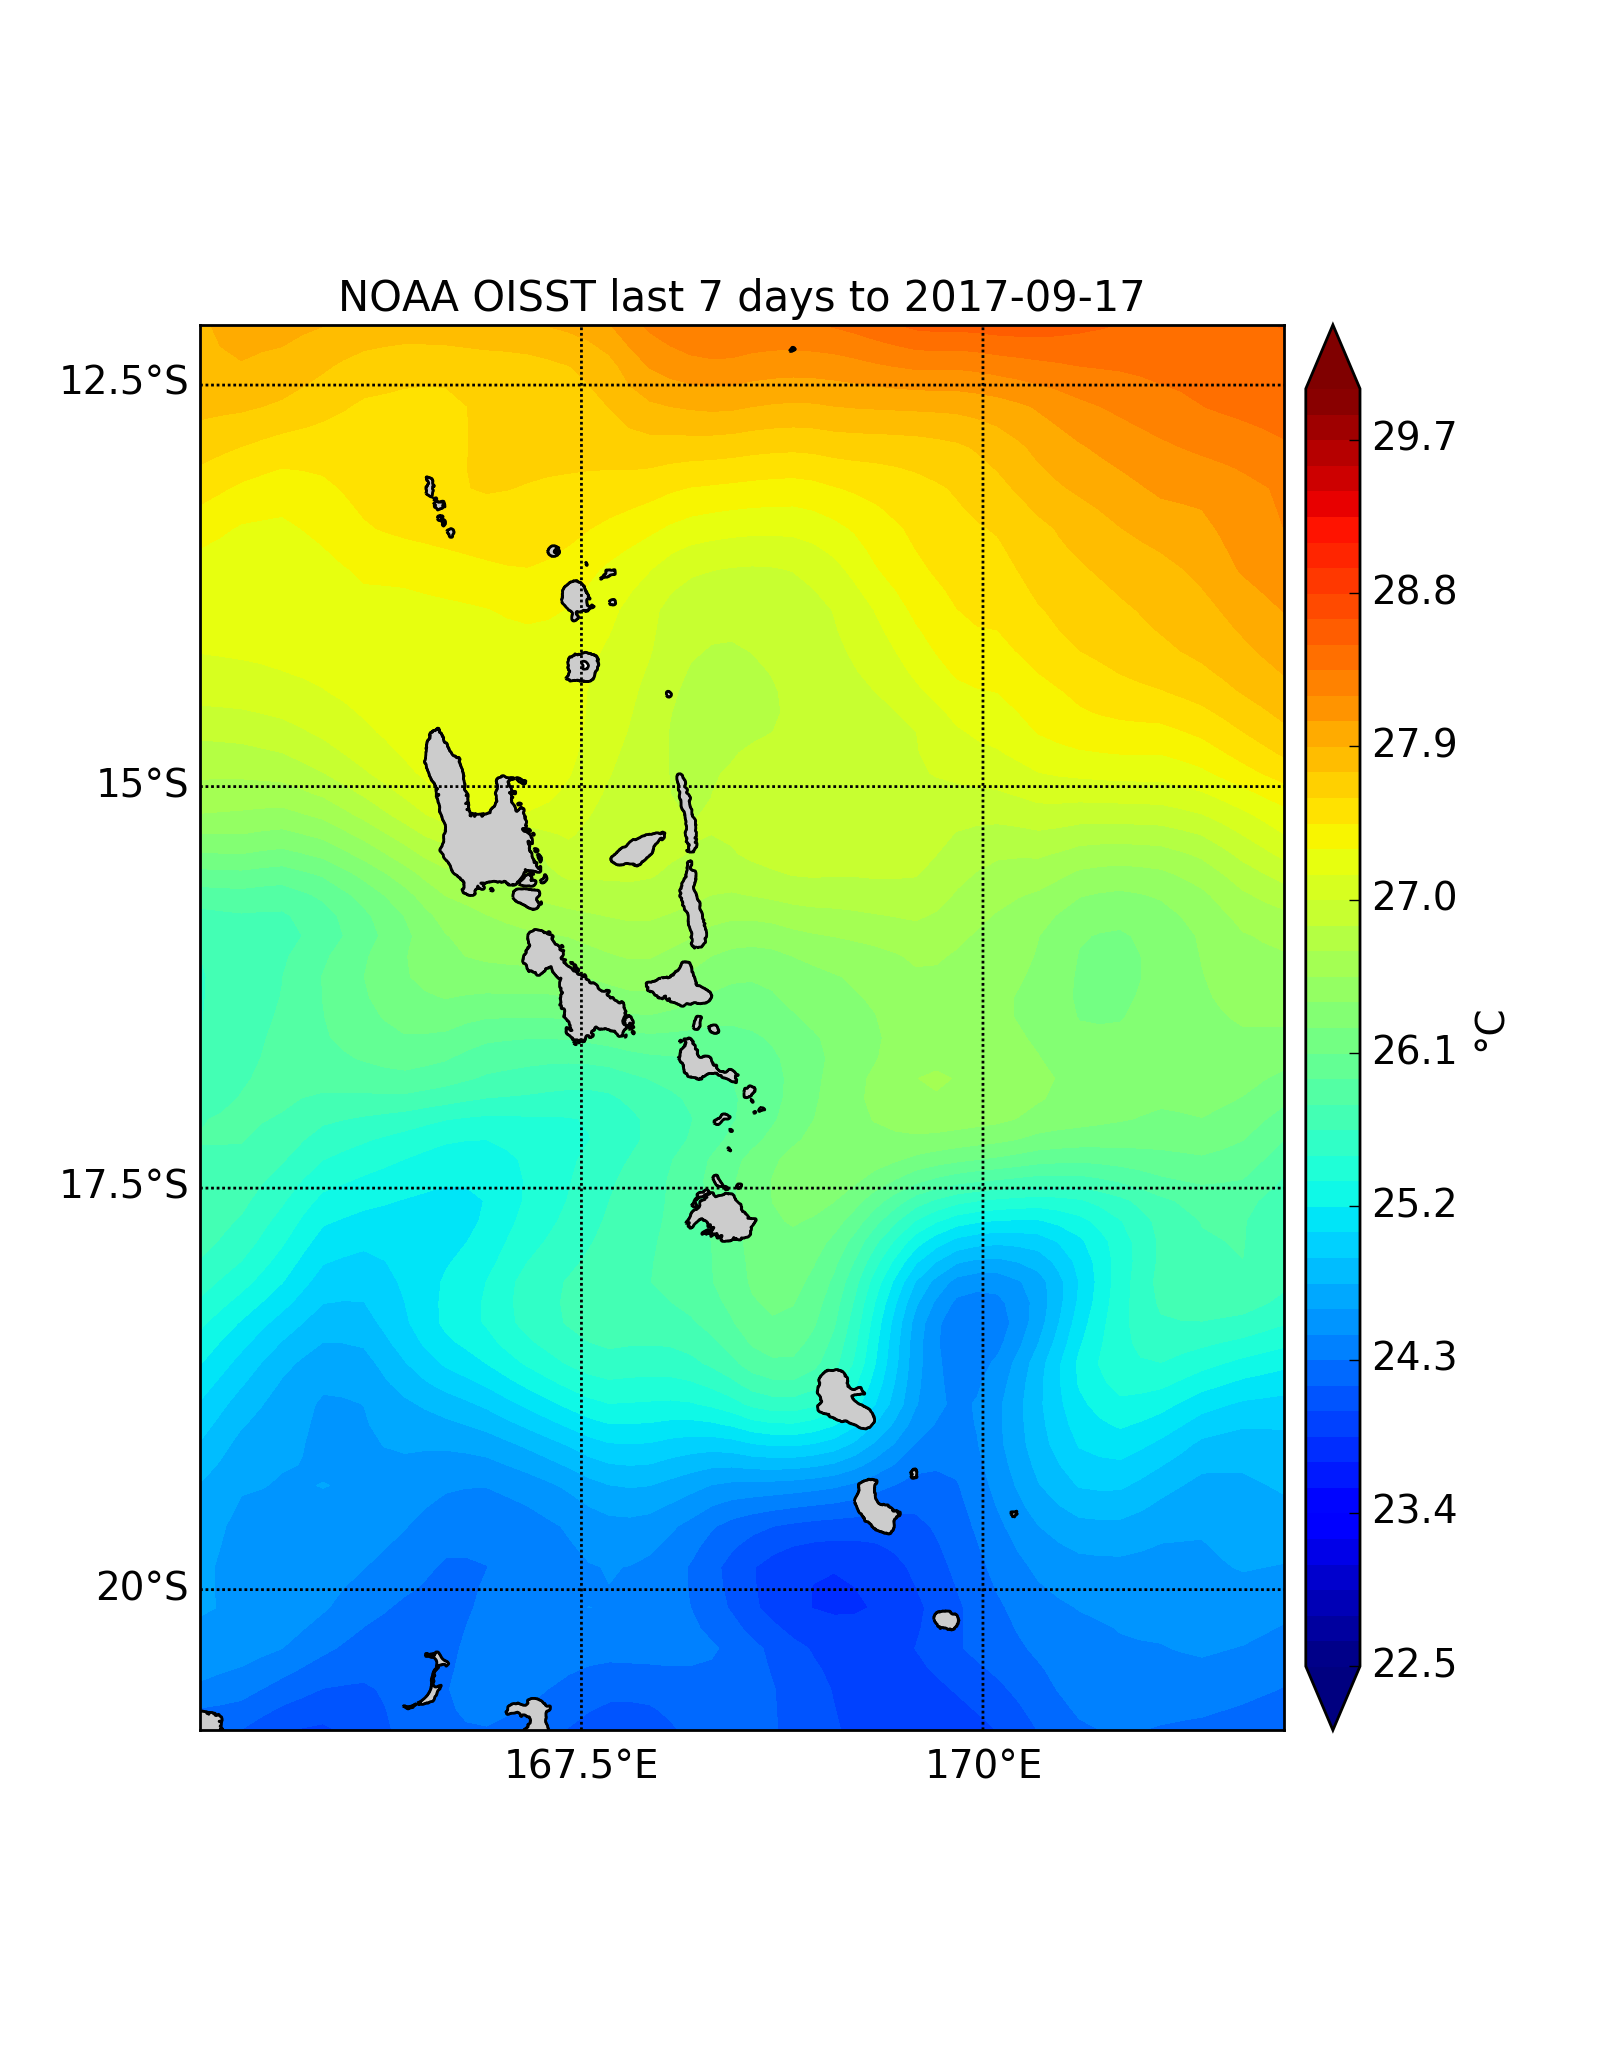 NOAA OISST last 7 days to 2017-09-17
12.5°S
15°S
17.5°S
20°S
167.5°E
170°E
29.7
28.8
27.9
27.0
26.1
25.2
24.3
23.4
22.5
°C